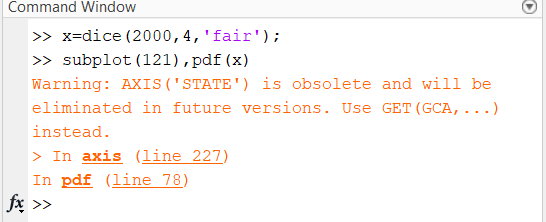 Command Window
>> x=dice(2000,4,'fair');
>> subplot(121),pdf(x)
Warning: AXIS('STATE') is obsolete and will be
eliminated in future versions. Use GET(GCA,...)
instead.
> In axis (line 227)
In pdf (line 78)
fx >>